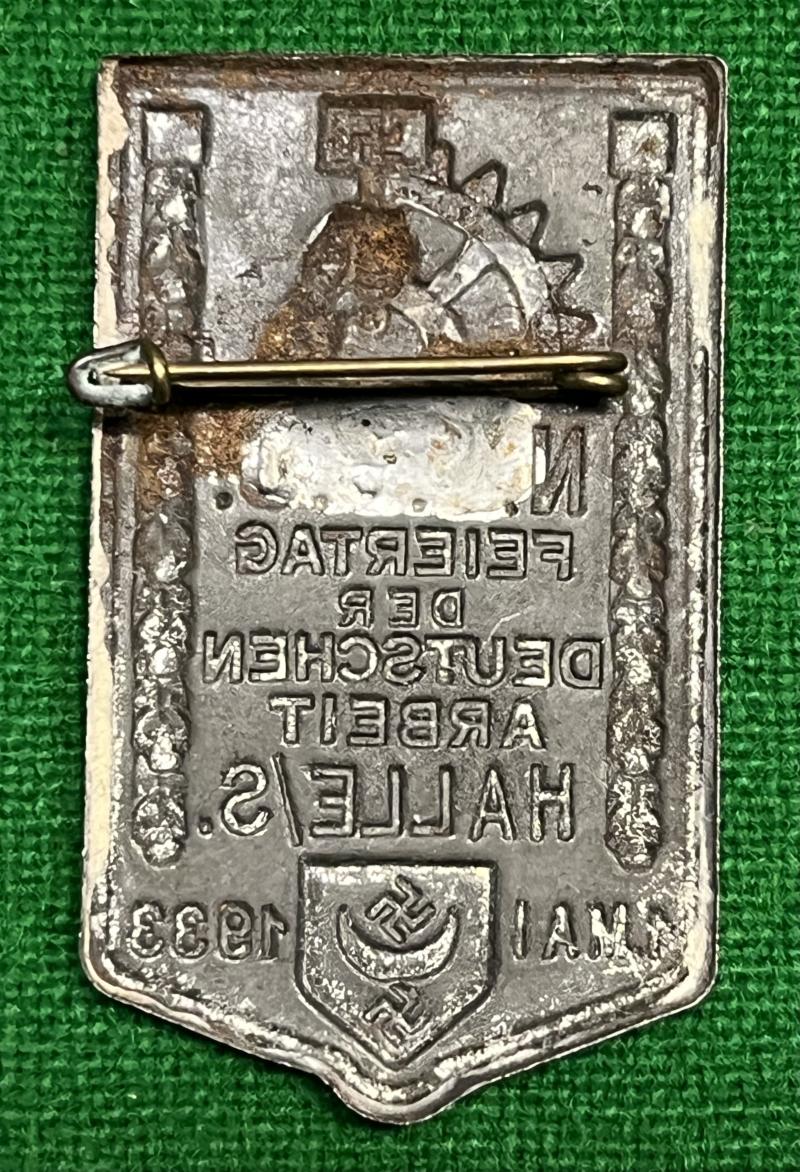 N.
FEIERTAG
DER
DEUTSCHEN
ARBEIT
HALLE/S.
1 MAI 1933